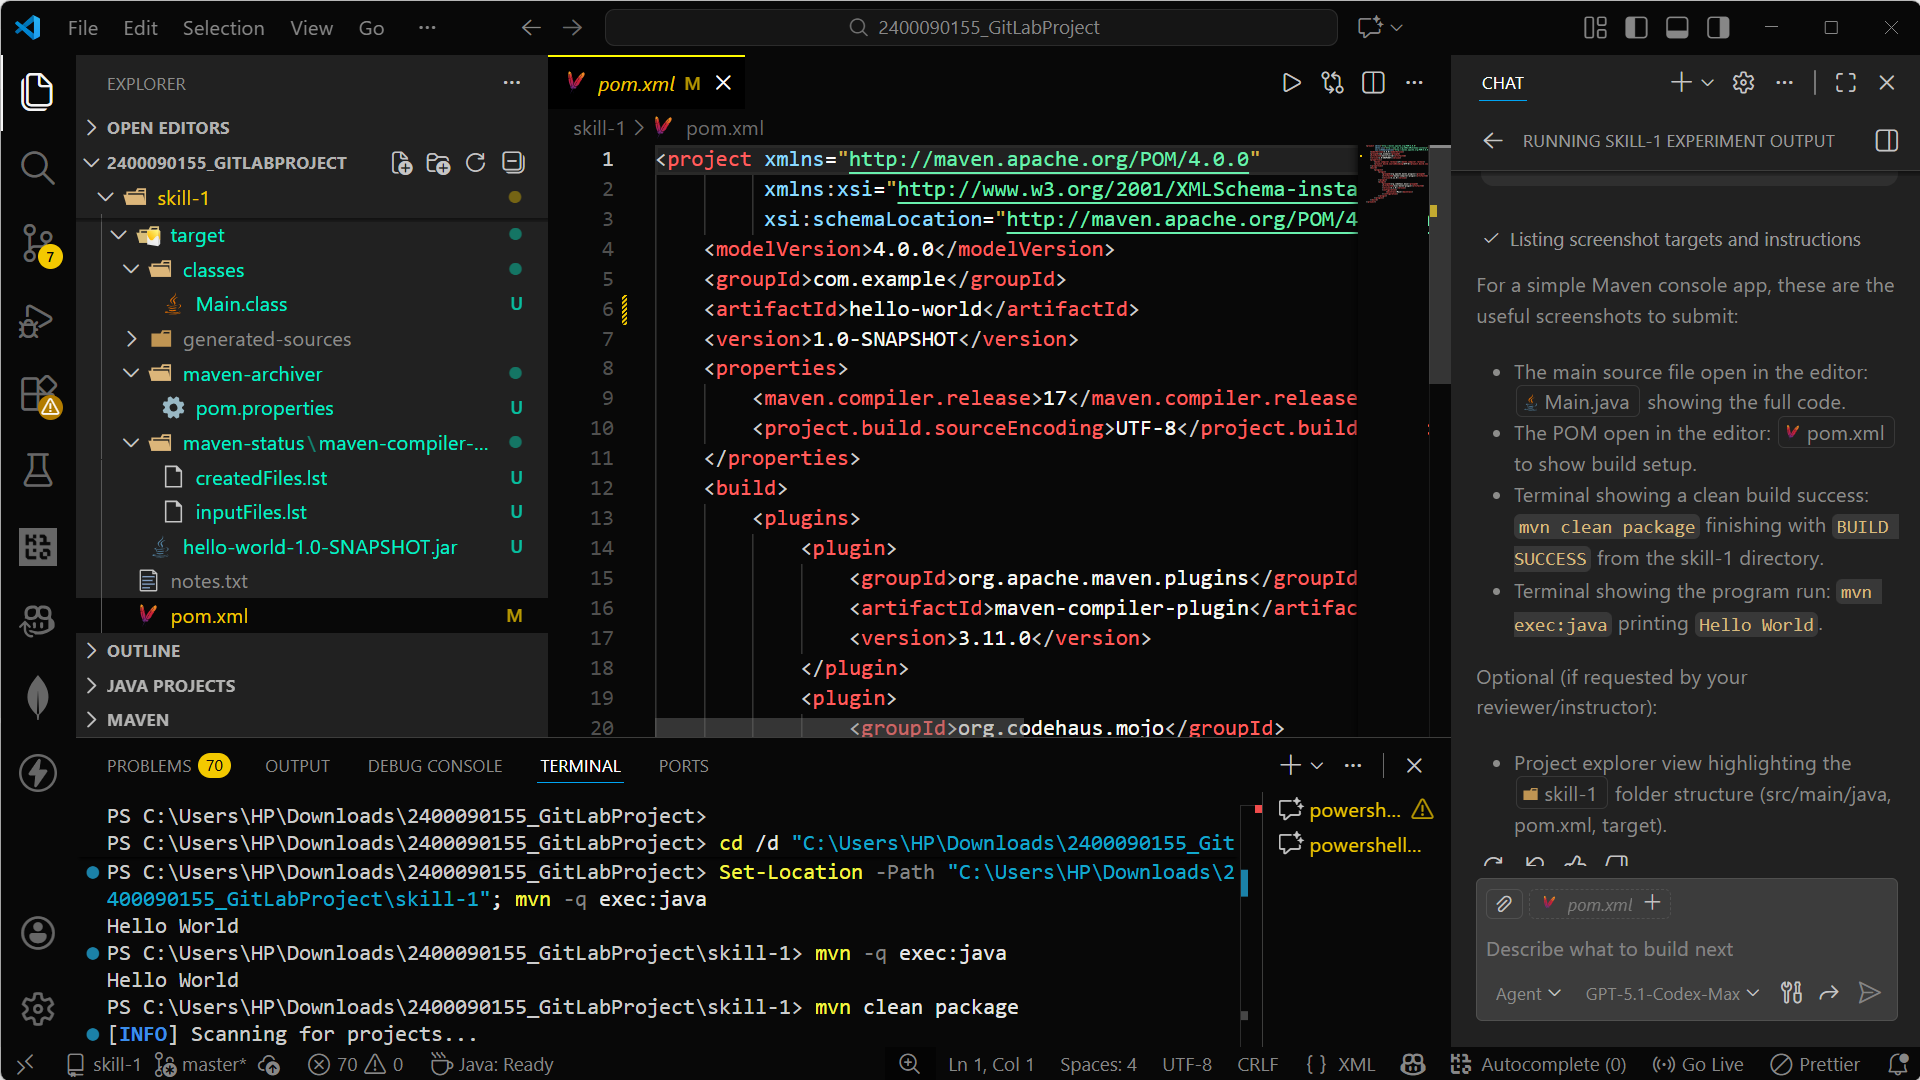 File Edit Selection View Go ···
2400090155_GitLabProject
EXPLORER
OPEN EDITORS
2400090155_GITLABPROJECT
skill-1
target
classes
Main.class U
generated-sources
maven-archiver
pom.properties U
maven-status\maven-compiler-...
createdFiles.lst U
inputFiles.lst U
hello-world-1.0-SNAPSHOT.jar U
notes.txt
pom.xml M
OUTLINE
JAVA PROJECTS
MAVEN
7
pom.xml M
skill-1 > pom.xml
1 <project xmlns="http://maven.apache.org/POM/4.0.0"
2 xmlns:xsi="http://www.w3.org/2001/XMLSchema-insta
3 xsi:schemaLocation="http://maven.apache.org/POM/4
4 <modelVersion>4.0.0</modelVersion>
5 <groupId>com.example</groupId>
6 <artifactId>hello-world</artifactId>
7 <version>1.0-SNAPSHOT</version>
8 <properties>
9 <maven.compiler.release>17</maven.compiler.release
10 <project.build.sourceEncoding>UTF-8</project.build
11 </properties>
12 <build>
13 <plugins>
14 <plugin>
15 <groupId>org.apache.maven.plugins</groupId
16 <artifactId>maven-compiler-plugin</artifac
17 <version>3.11.0</version>
18 </plugin>
19 <plugin>
20 <groupId>org.codehaus.mojo</groupId>
PROBLEMS 70 OUTPUT DEBUG CONSOLE TERMINAL PORTS
PS C:\Users\HP\Downloads\2400090155_GitLabProject>
PS C:\Users\HP\Downloads\2400090155_GitLabProject> cd /d "C:\Users\HP\Downloads\2400090155_Git
PS C:\Users\HP\Downloads\2400090155_GitLabProject> Set-Location -Path "C:\Users\HP\Downloads\2
400090155_GitLabProject\skill-1"; mvn -q exec:java
Hello World
PS C:\Users\HP\Downloads\2400090155_GitLabProject\skill-1> mvn -q exec:java
Hello World
PS C:\Users\HP\Downloads\2400090155_GitLabProject\skill-1> mvn clean package
[INFO] Scanning for projects...
powersh...
powershell...
CHAT
RUNNING SKILL-1 EXPERIMENT OUTPUT
Listing screenshot targets and instructions
For a simple Maven console app, these are the
useful screenshots to submit:
• The main source file open in the editor:
Main.java showing the full code.
• The POM open in the editor: pom.xml
to show build setup.
• Terminal showing a clean build success:
mvn clean package finishing with BUILD
SUCCESS from the skill-1 directory.
• Terminal showing the program run: mvn
exec:java printing Hello World.
Optional (if requested by your
reviewer/instructor):
• Project explorer view highlighting the
skill-1 folder structure (src/main/java,
pom.xml, target).
pom.xml
Describe what to build next
Agent GPT-5.1-Codex-Max
skill-1 master* 70 0 Java: Ready Ln 1, Col 1 Spaces: 4 UTF-8 CRLF { } XML Autocomplete (0) Go Live Prettier